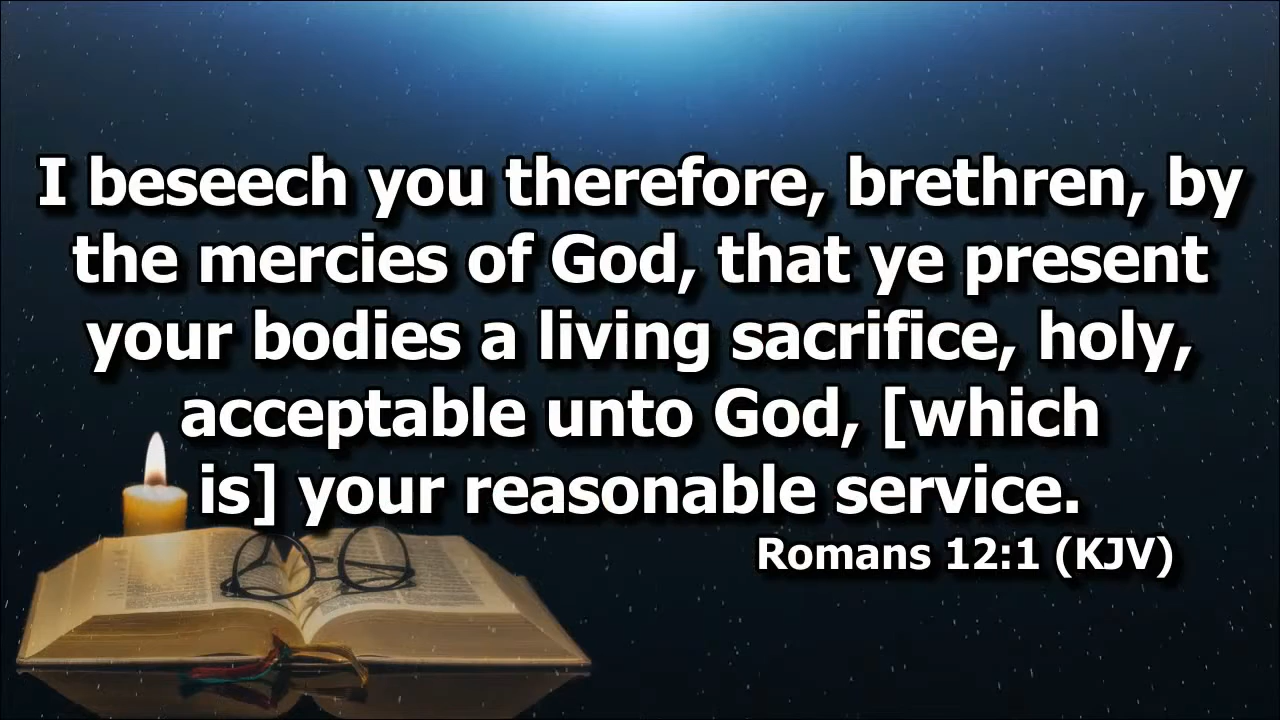 I beseech you therefore, brethren, by
the mercies of God, that ye present
your bodies a living sacrifice, holy,
acceptable unto God, [which
is] your reasonable service.
Romans 12:1 (KJV)